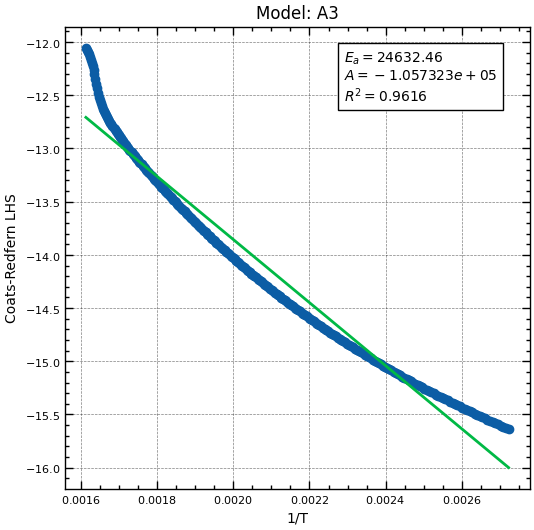 Model: A3
E_a = 24632.46
A = −1.057323e + 05
R² = 0.9616
Coats-Redfern LHS
−12.0
−12.5
−13.0
−13.5
−14.0
−14.5
−15.0
−15.5
−16.0
0.0016 0.0018 0.0020 0.0022 0.0024 0.0026
1/T